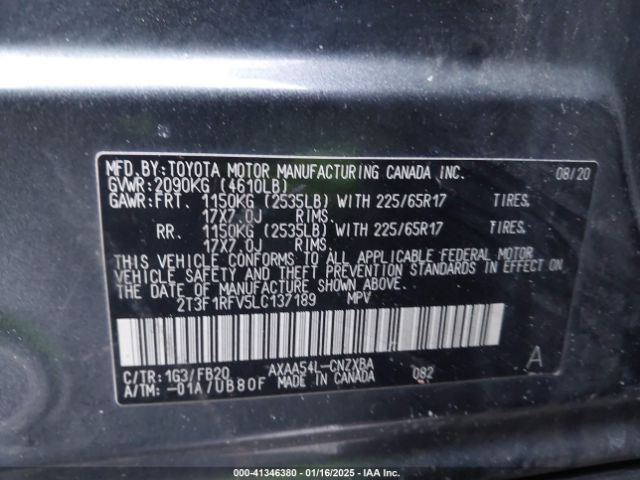 MFD.BY:TOYOTA MOTOR MANUFACTURING CANADA INC. 08/20
GVWR:2090KG (4610LB)
GAWR:FRT. 1150KG (2535LB) WITH 225/65R17 TIRES.
17X7.0J RIMS.
RR. 1150KG (2535LB) WITH 225/65R17 TIRES.
17X7.0J RIMS.
THIS VEHICLE CONFORMS TO ALL APPLICABLE FEDERAL MOTOR
VEHICLE SAFETY AND THEFT PREVENTION STANDARDS IN EFFECT ON
THE DATE OF MANUFACTURE SHOWN ABOVE.
2T3F1RFV5LC137189 MPV
C/TR: 1G3/FB20 AXAA54L-CNZXBA 082 A
A/TM: -01A/UB80F MADE IN CANADA
000-41346380 - 01/16/2025 - IAA Inc.